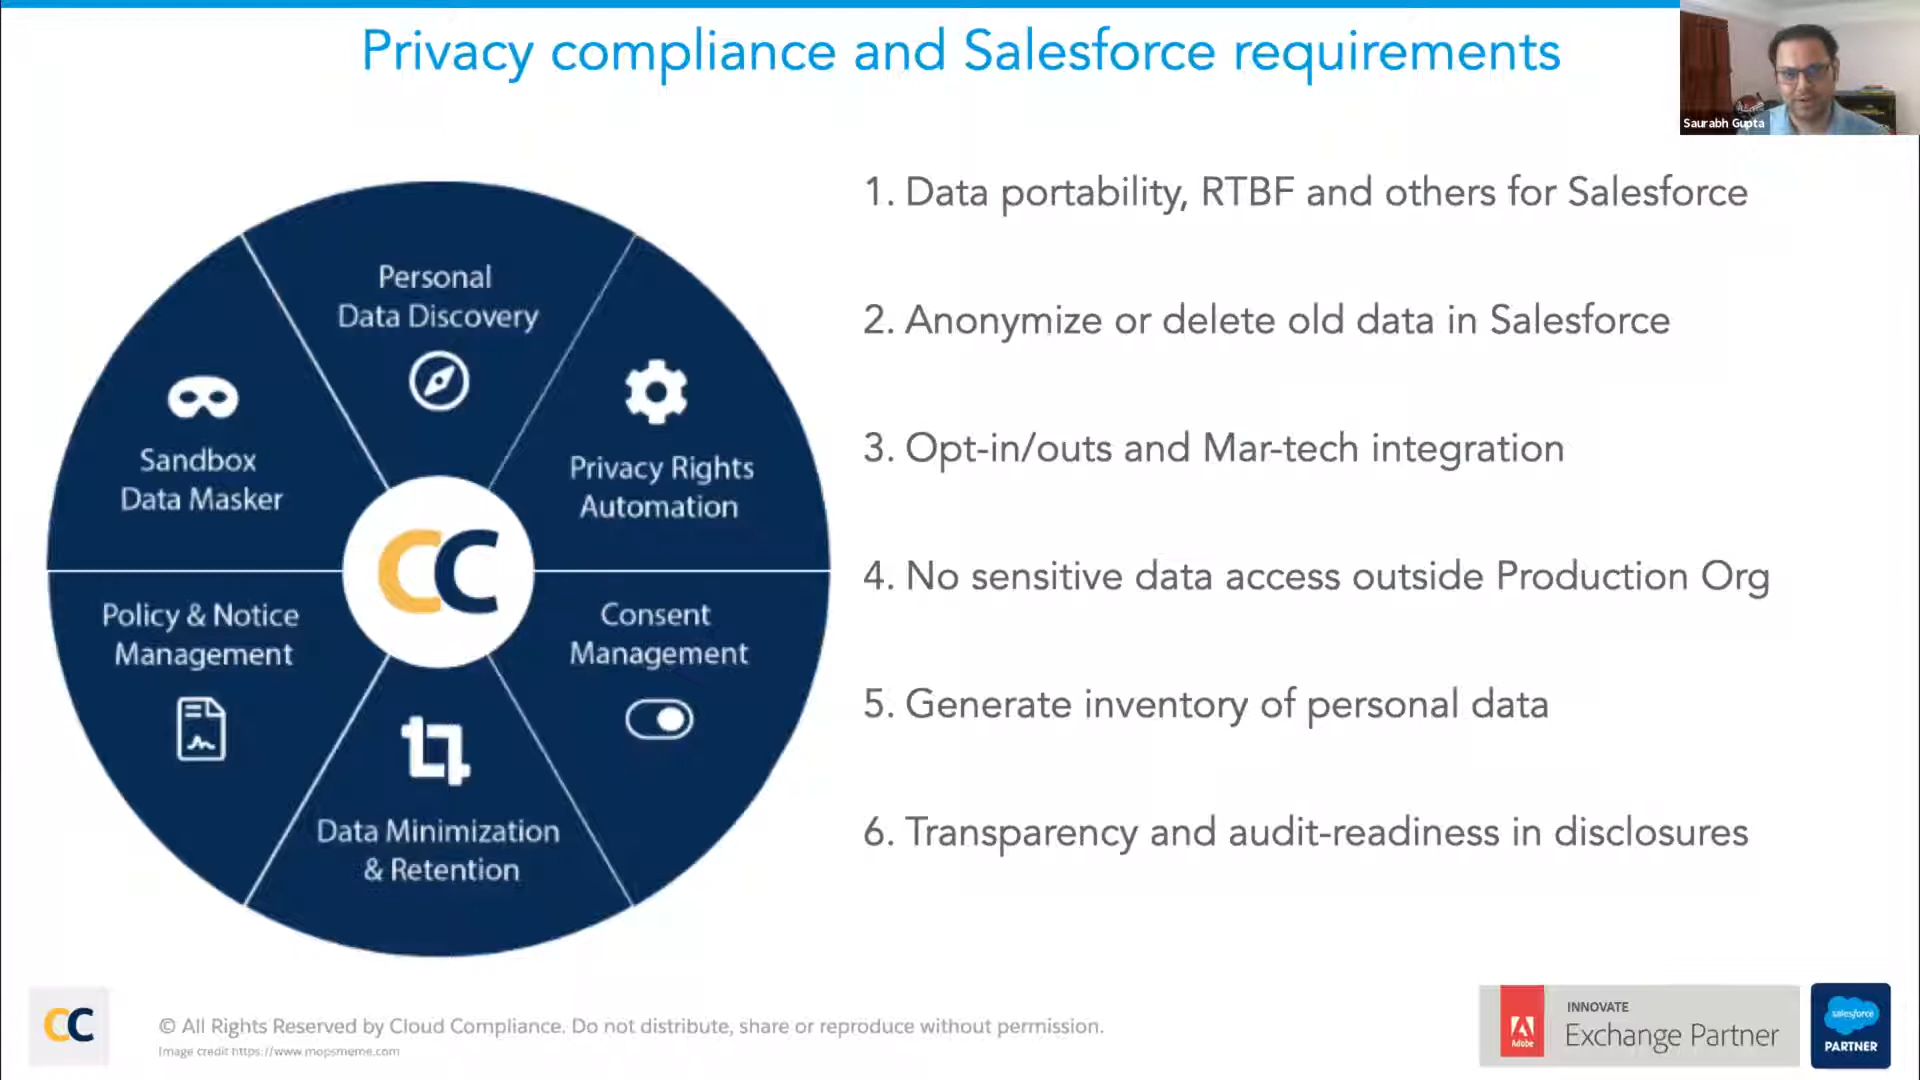 Privacy compliance and Salesforce requirements
Saurabh Gupta
Personal
Data Discovery
Privacy Rights
Automation
Consent
Management
Data Minimization
& Retention
Policy & Notice
Management
Sandbox
Data Masker
CC
1. Data portability, RTBF and others for Salesforce
2. Anonymize or delete old data in Salesforce
3. Opt-in/outs and Mar-tech integration
4. No sensitive data access outside Production Org
5. Generate inventory of personal data
6. Transparency and audit-readiness in disclosures
CC
© All Rights Reserved by Cloud Compliance. Do not distribute, share or reproduce without permission.
Image credit https://www.mopsmeme.com
Adobe
INNOVATE
Exchange Partner
salesforce
PARTNER